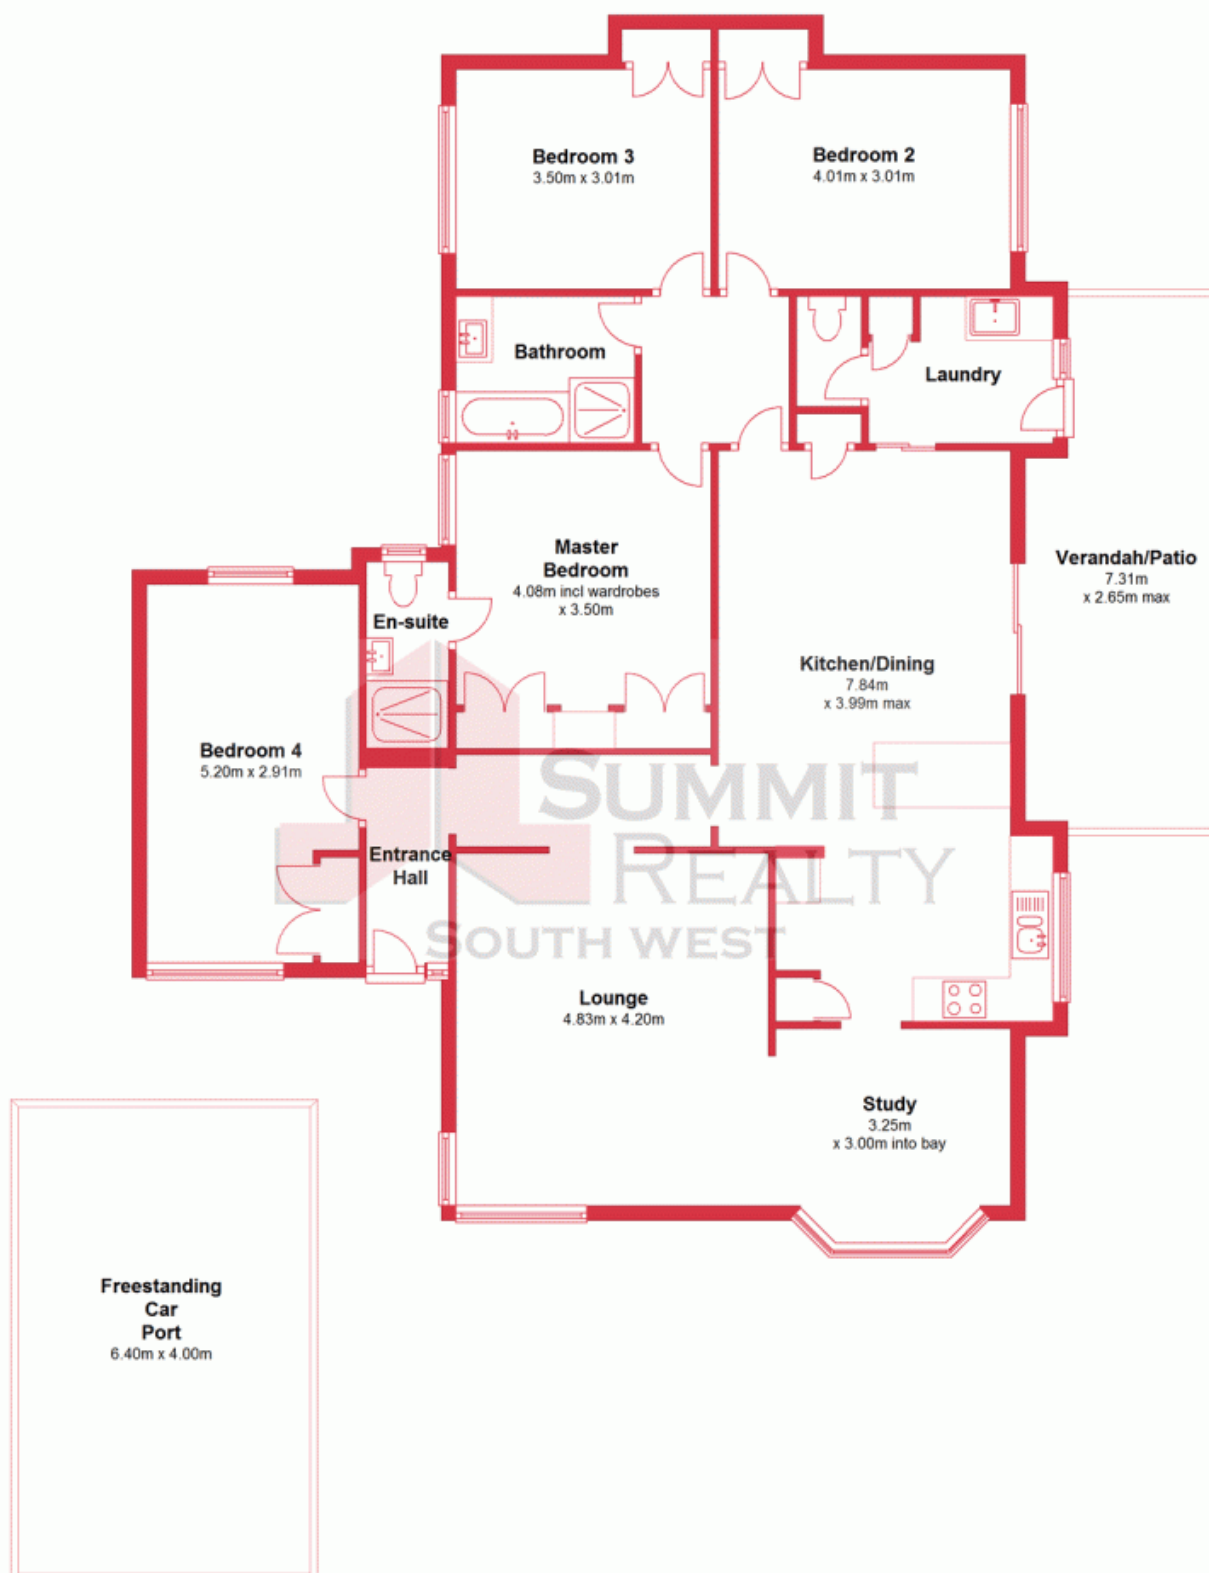 Bedroom 3
3.50m x 3.01m
Bedroom 2
4.01m x 3.01m
Bathroom
Laundry
Master
Bedroom
4.08m incl wardrobes
x 3.50m
Verandah/Patio
7.31m
x 2.65m max
En-suite
Kitchen/Dining
7.84m
x 3.99m max
Bedroom 4
5.20m x 2.91m
SUMMIT
REALTY
SOUTH WEST
Entrance
Hall
Lounge
4.83m x 4.20m
Study
3.25m
x 3.00m into bay
Freestanding
Car
Port
6.40m x 4.00m